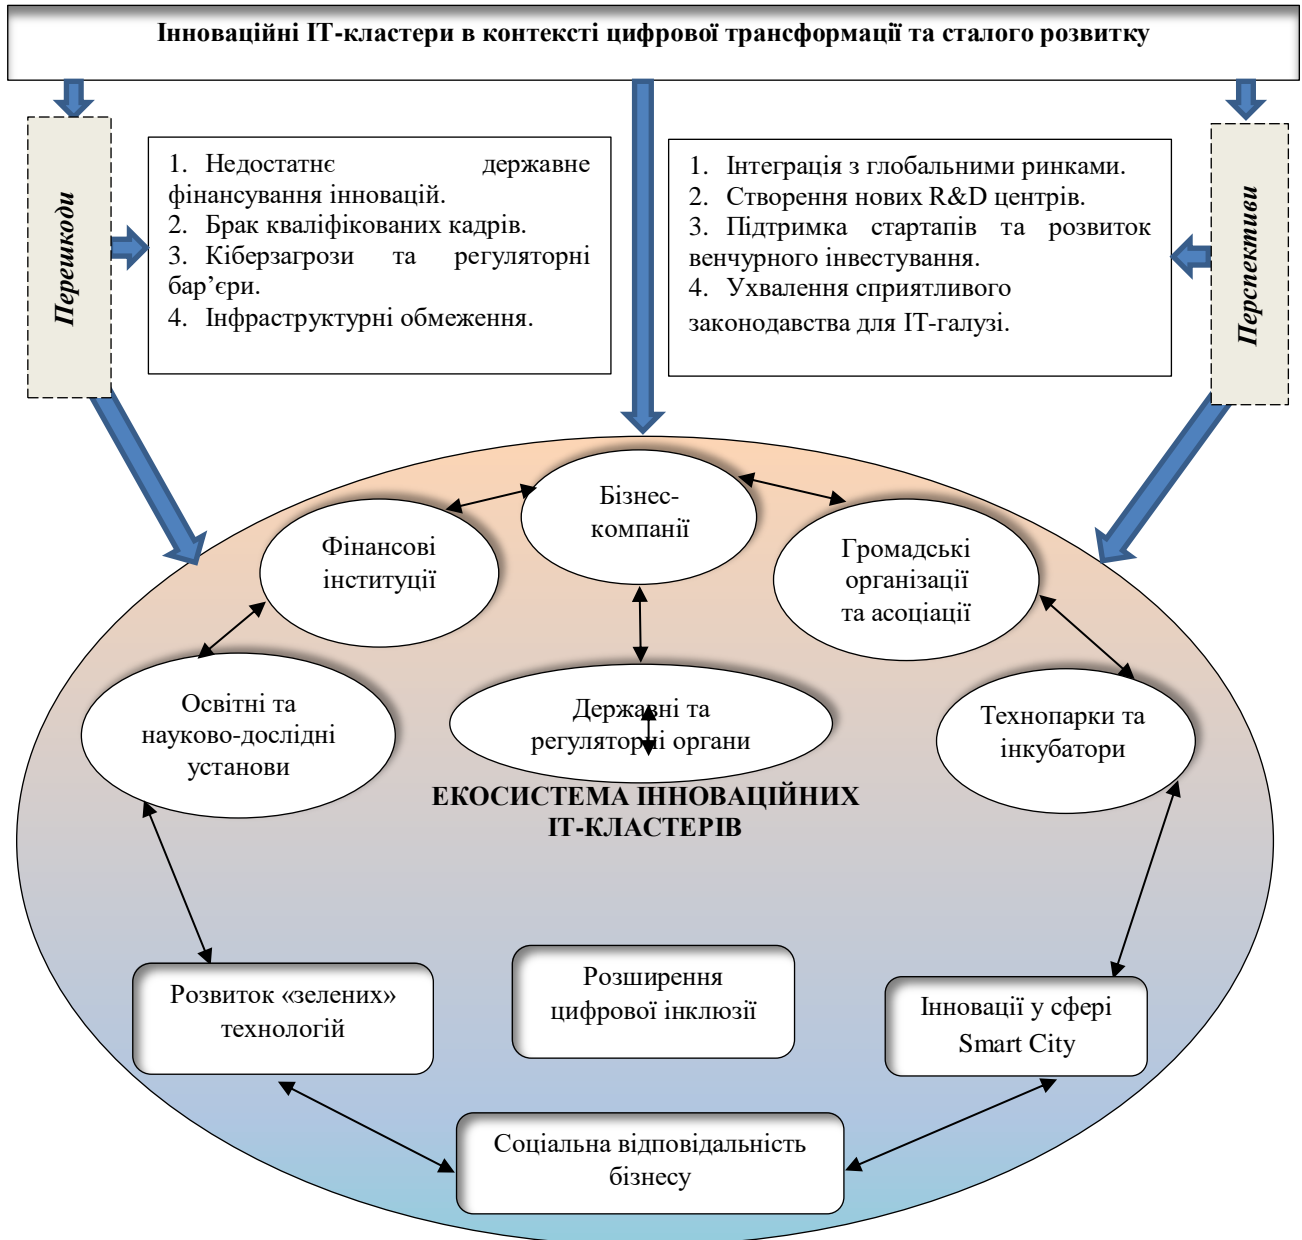 Інноваційні ІТ-кластери в контексті цифрової трансформації та сталого розвитку
Перешкоди
1. Недостатнє державне
фінансування інновацій.
2. Брак кваліфікованих кадрів.
3. Кіберзагрози та регуляторні
бар’єри.
4. Інфраструктурні обмеження.
1. Інтеграція з глобальними ринками.
2. Створення нових R&D центрів.
3. Підтримка стартапів та розвиток
венчурного інвестування.
4. Ухвалення сприятливого
законодавства для ІТ-галузі.
Перспективи
Бізнес-
компанії
Фінансові
інституції
Громадські
організації
та асоціації
Освітні та
науково-дослідні
установи
Державні та
регуляторні органи
Технопарки та
інкубатори
ЕКОСИСТЕМА ІННОВАЦІЙНИХ
ІТ-КЛАСТЕРІВ
Розвиток «зелених»
технологій
Розширення
цифрової інклюзії
Інновації у сфері
Smart City
Соціальна відповідальність
бізнесу